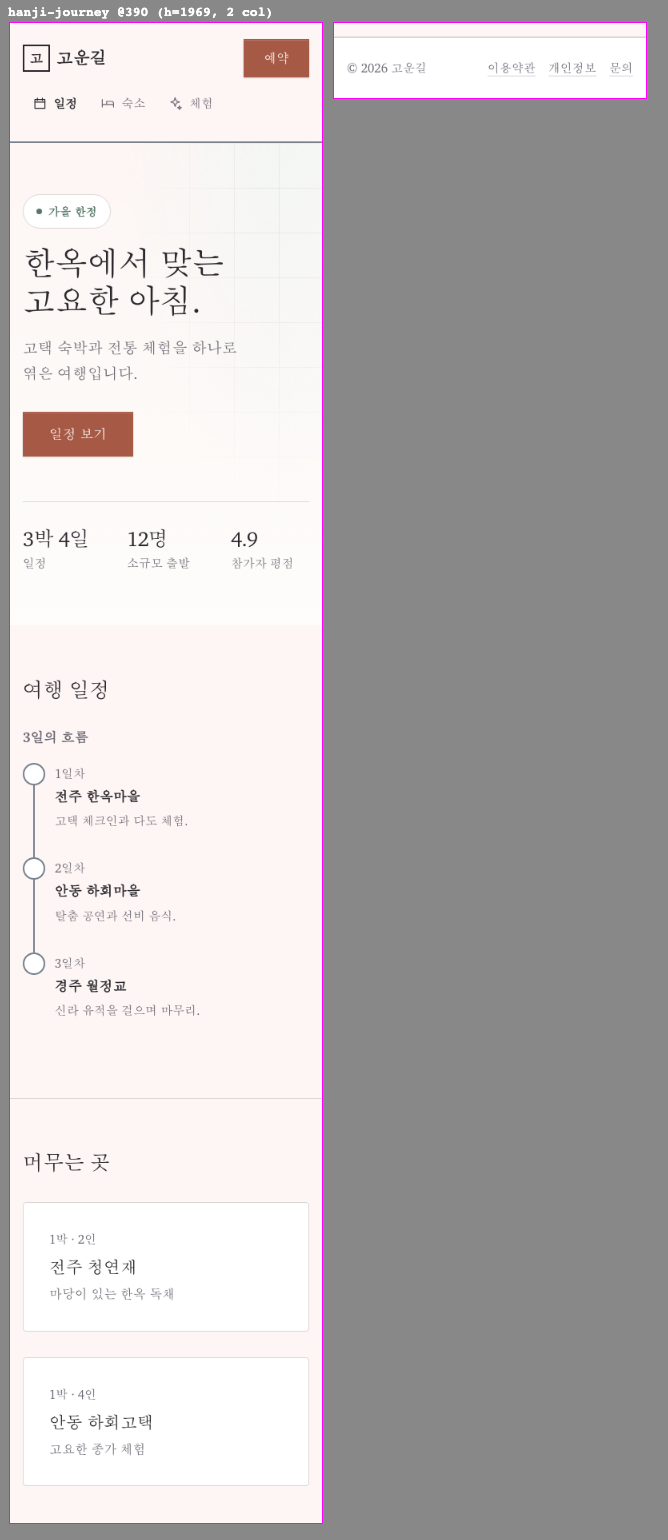 hanji-journey @390 (h=1969, 2 col)
고 고운길
예약
일정 숙소 체험
가을 한정
한옥에서 맞는
고요한 아침.
고택 숙박과 전통 체험을 하나로
엮은 여행입니다.
일정 보기
3박 4일 12명 4.9
일정 소규모 출발 참가자 평점
여행 일정
3일의 흐름
1일차
전주 한옥마을
고택 체크인과 다도 체험.
2일차
안동 하회마을
탈춤 공연과 선비 음식.
3일차
경주 월정교
신라 유적을 걸으며 마무리.
머무는 곳
1박 · 2인
전주 청연재
마당이 있는 한옥 독채
1박 · 4인
안동 하회고택
고요한 종가 체험
© 2026 고운길 이용약관 개인정보 문의